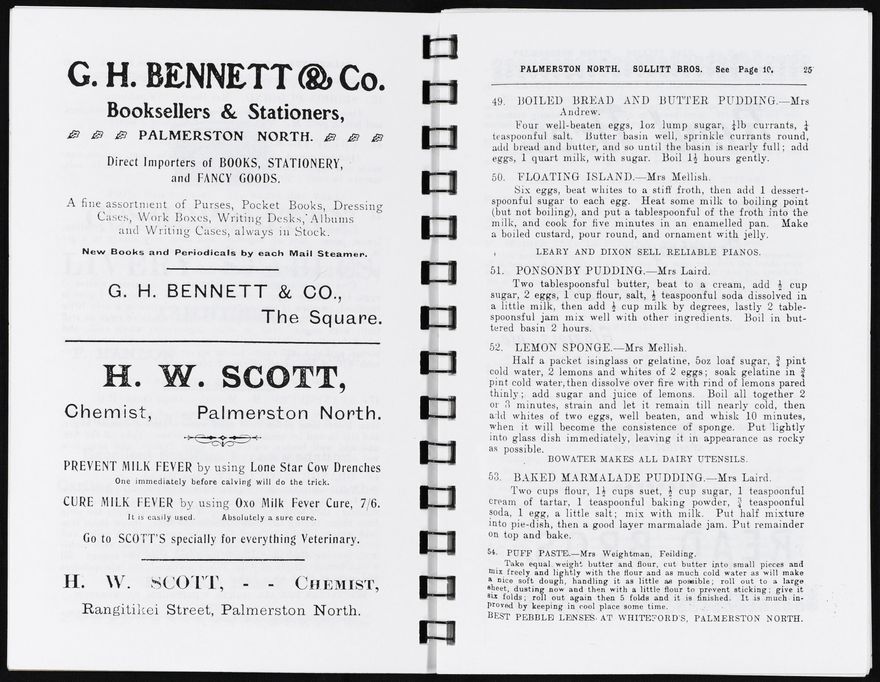 G. H. BENNETT & Co.
Booksellers & Stationers,
PALMERSTON NORTH.
Direct Importers of BOOKS, STATIONERY,
and FANCY GOODS.
A fine assortment of Purses, Pocket Books, Dressing
Cases, Work Boxes, Writing Desks, Albums
and Writing Cases, always in Stock.
New Books and Periodicals by each Mail Steamer.
G. H. BENNETT & CO.,
The Square.
H. W. SCOTT,
Chemist, Palmerston North.
PREVENT MILK FEVER by using Lone Star Cow Drenches
One immediately before calving will do the trick.
CURE MILK FEVER by using Oxo Milk Fever Cure, 7/6.
It is easily used. Absolutely a sure cure.
Go to SCOTT'S specially for everything Veterinary.
H. W. SCOTT, - - CHEMIST,
Rangitikei Street, Palmerston North.
PALMERSTON NORTH. SOLLITT BROS. See Page 10. 25
49. BOILED BREAD AND BUTTER PUDDING.—Mrs
Andrew.
Four well-beaten eggs, 1oz lump sugar, ¼lb currants, ¼
teaspoonful salt. Butter basin well, sprinkle currants round,
add bread and butter, and so until the basin is nearly full; add
eggs, 1 quart milk, with sugar. Boil 1½ hours gently.
50. FLOATING ISLAND.—Mrs Mellish.
Six eggs, beat whites to a stiff froth, then add 1 dessert-
spoonful sugar to each egg. Heat some milk to boiling point
(but not boiling), and put a tablespoonful of the froth into the
milk, and cook for five minutes in an enamelled pan. Make
a boiled custard, pour round, and ornament with jelly.
LEARY AND DIXON SELL RELIABLE PIANOS.
51. PONSONBY PUDDING.—Mrs Laird.
Two tablespoonsful butter, beat to a cream, add ½ cup
sugar, 2 eggs, 1 cup flour, salt, ½ teaspoonful soda dissolved in
a little milk, then add ½ cup milk by degrees, lastly 2 table-
spoonsful jam mix well with other ingredients. Boil in but-
tered basin 2 hours.
52. LEMON SPONGE.—Mrs Mellish.
Half a packet isinglass or gelatine, 5oz loaf sugar, ¾ pint
cold water, 2 lemons and whites of 2 eggs; soak gelatine in ¾
pint cold water, then dissolve over fire with rind of lemons pared
thinly; add sugar and juice of lemons. Boil all together 2
or 3 minutes, strain and let it remain till nearly cold, then
add whites of two eggs, well beaten, and whisk 10 minutes,
when it will become the consistence of sponge. Put lightly
into glass dish immediately, leaving it in appearance as rocky
as possible.
BOWATER MAKES ALL DAIRY UTENSILS.
53. BAKED MARMALADE PUDDING.—Mrs Laird.
Two cups flour, 1½ cups suet, ½ cup sugar, 1 teaspoonful
cream of tartar, 1 teaspoonful baking powder, ¾ teaspoonful
soda, 1 egg, a little salt; mix with milk. Put half mixture
into pie-dish, then a good layer marmalade jam. Put remainder
on top and bake.
54. PUFF PASTE.—Mrs Weightman, Feilding.
Take equal weight butter and flour, cut butter into small pieces and
mix freely and lightly with the flour and as much cold water as will make
a nice soft dough, handling it as little as possible; roll out to a large
sheet, dusting now and then with a little flour to prevent sticking; give it
six folds; roll out again then 5 folds and it is finished. It is much im-
proved by keeping in cool place some time.
BEST PEBBLE LENSES AT WHITEFORD'S, PALMERSTON NORTH.